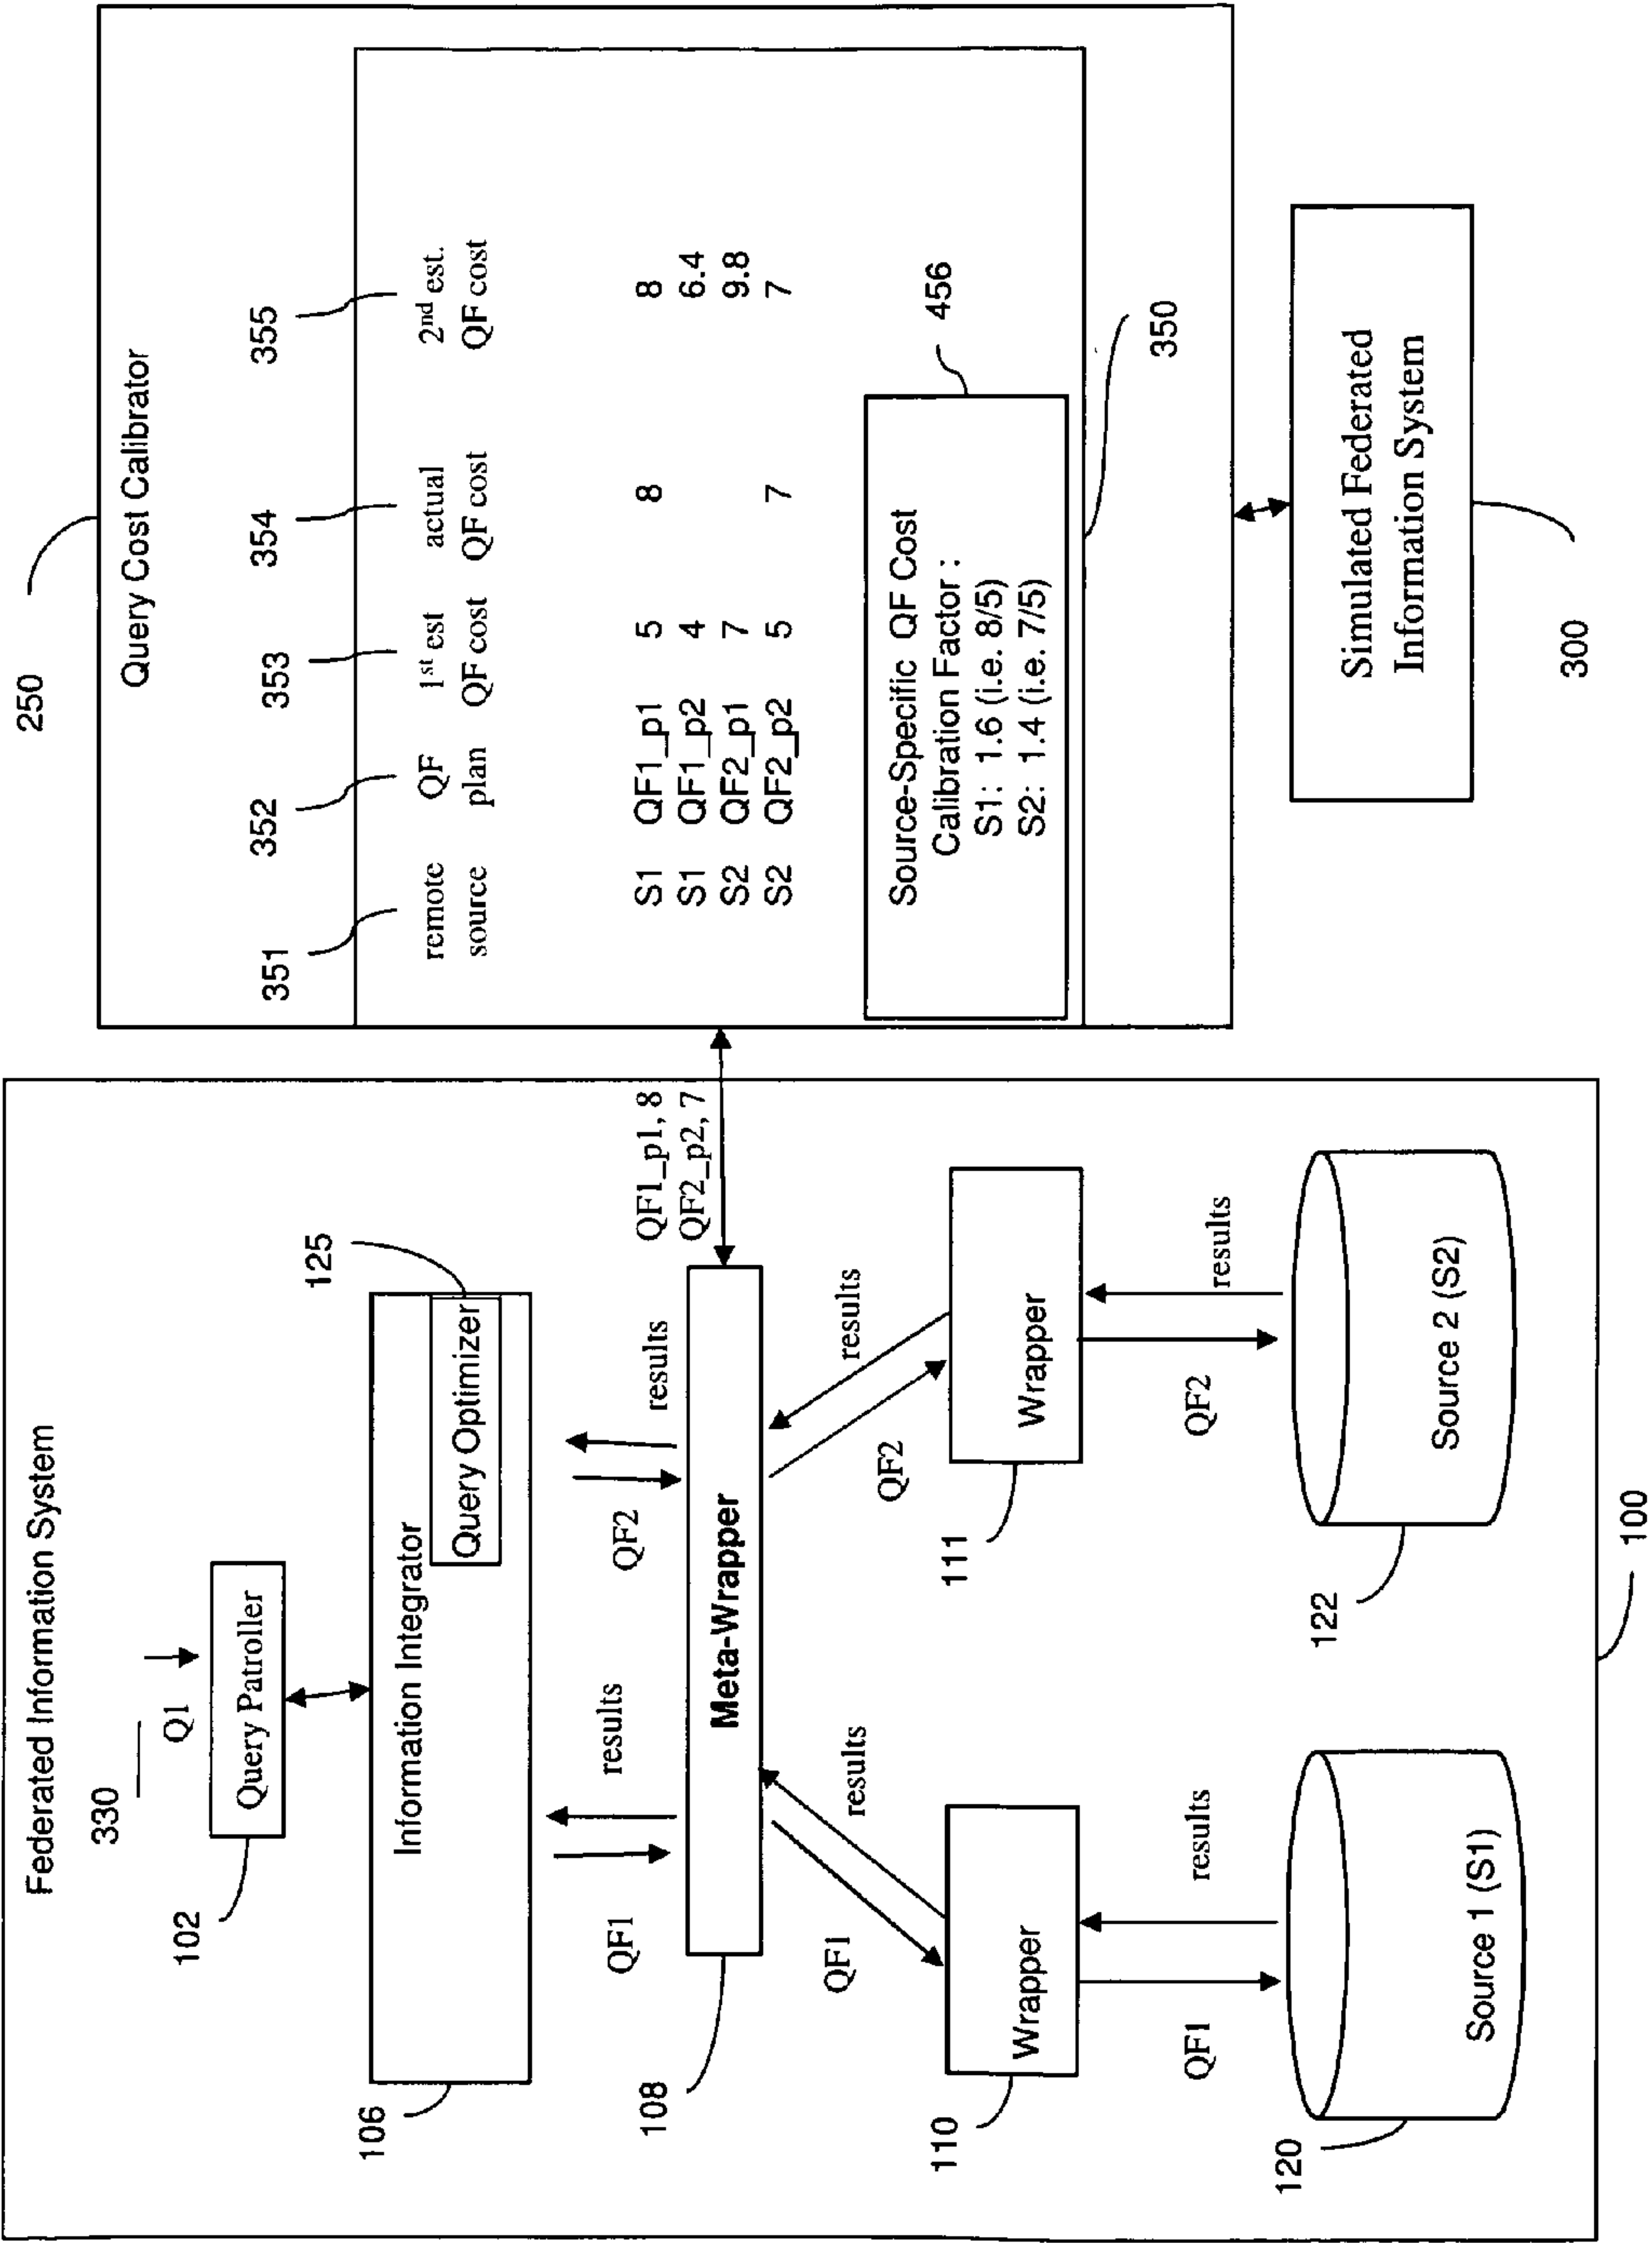 Federated Information System
330
Q1
102
Query Patroller
106
Information Integrator
Query Optimizer
125
QF1
results
QF2
results
108
Meta-Wrapper
QF1_p1, 8
QF2_p2, 7
QF1
results
QF2
results
110
Wrapper
111
Wrapper
QF1
results
QF2
results
120
Source 1 (S1)
122
Source 2 (S2)
100
250
Query Cost Calibrator
351 352 353 354 355
remote QF 1st est actual 2nd est.
source plan QF cost QF cost QF cost
S1 QF1_p1 5 8 8
S1 QF1_p2 4 6.4
S2 QF2_p1 7 9.8
S2 QF2_p2 5 7 7
456
Source-Specific QF Cost
Calibration Factor :
S1: 1.6 (i.e. 8/5)
S2: 1.4 (i.e. 7/5)
350
Simulated Federated
Information System
300